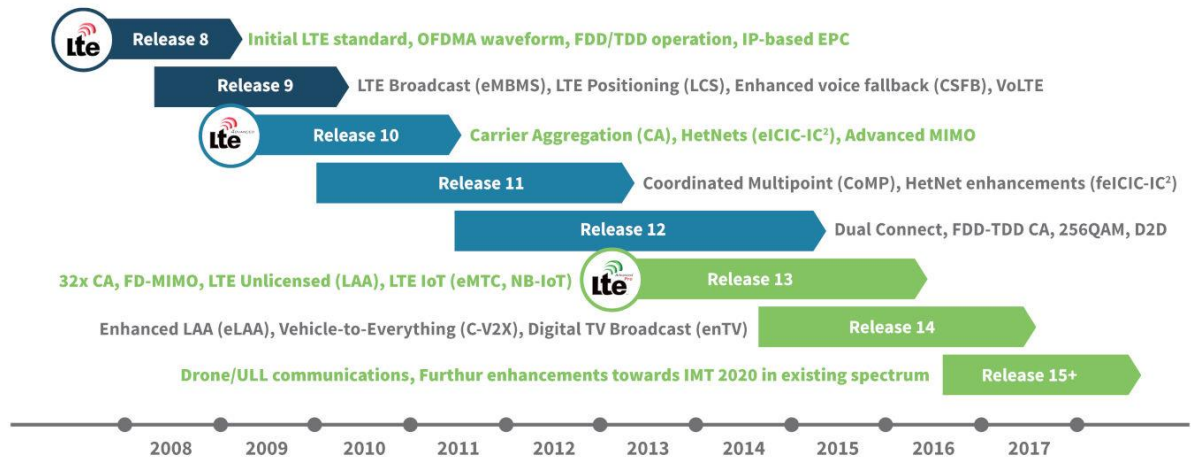 Lte Release 8 Initial LTE standard, OFDMA waveform, FDD/TDD operation, IP-based EPC
Release 9 LTE Broadcast (eMBMS), LTE Positioning (LCS), Enhanced voice fallback (CSFB), VoLTE
Lte Advanced Release 10 Carrier Aggregation (CA), HetNets (eICIC-IC²), Advanced MIMO
Release 11 Coordinated Multipoint (CoMP), HetNet enhancements (feICIC-IC²)
Release 12 Dual Connect, FDD-TDD CA, 256QAM, D2D
32x CA, FD-MIMO, LTE Unlicensed (LAA), LTE IoT (eMTC, NB-IoT) Lte Advanced Pro Release 13
Enhanced LAA (eLAA), Vehicle-to-Everything (C-V2X), Digital TV Broadcast (enTV) Release 14
Drone/ULL communications, Furthur enhancements towards IMT 2020 in existing spectrum Release 15+
2008 2009 2010 2011 2012 2013 2014 2015 2016 2017